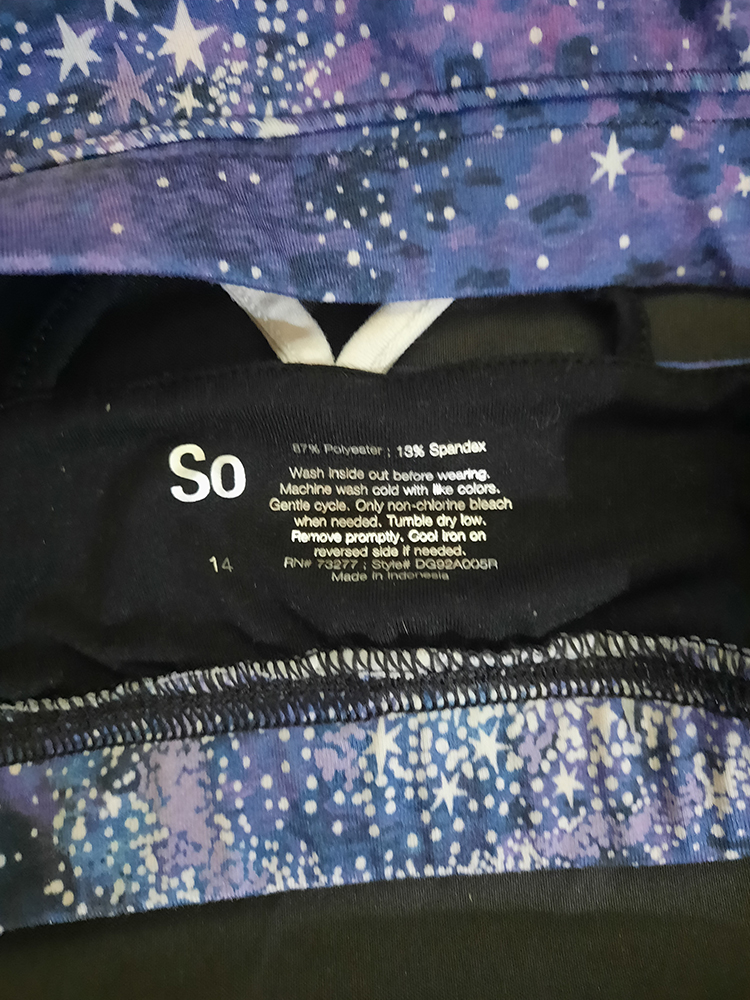 So
14
87% Polyester ; 13% Spandex
Wash inside out before wearing.
Machine wash cold with like colors.
Gentle cycle. Only non-chlorine bleach
when needed. Tumble dry low.
Remove promptly. Cool iron on
reversed side if needed.
RN# 73277 ; Style# DG92A005R
Made in Indonesia